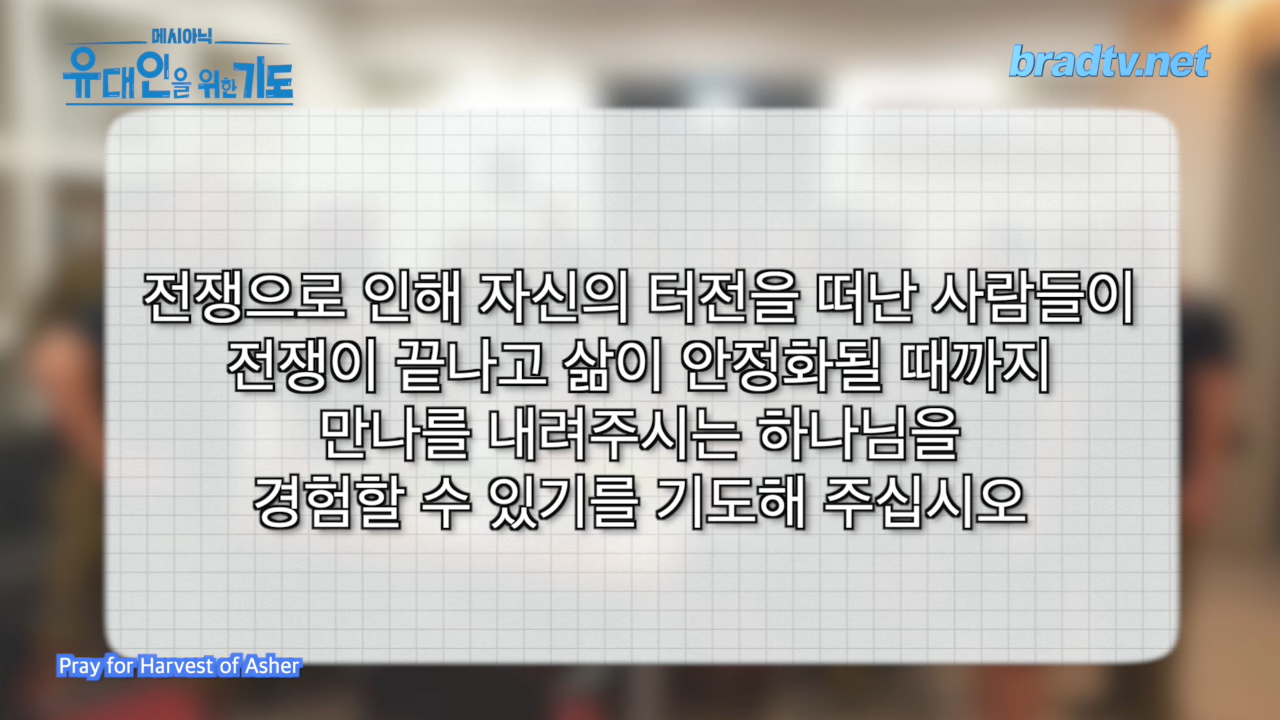 메시아닉
유대인을 위한기도
bradtv.net
전쟁으로 인해 자신의 터전을 떠난 사람들이
전쟁이 끝나고 삶이 안정화될 때까지
만나를 내려주시는 하나님을
경험할 수 있기를 기도해 주십시오
Pray for Harvest of Asher